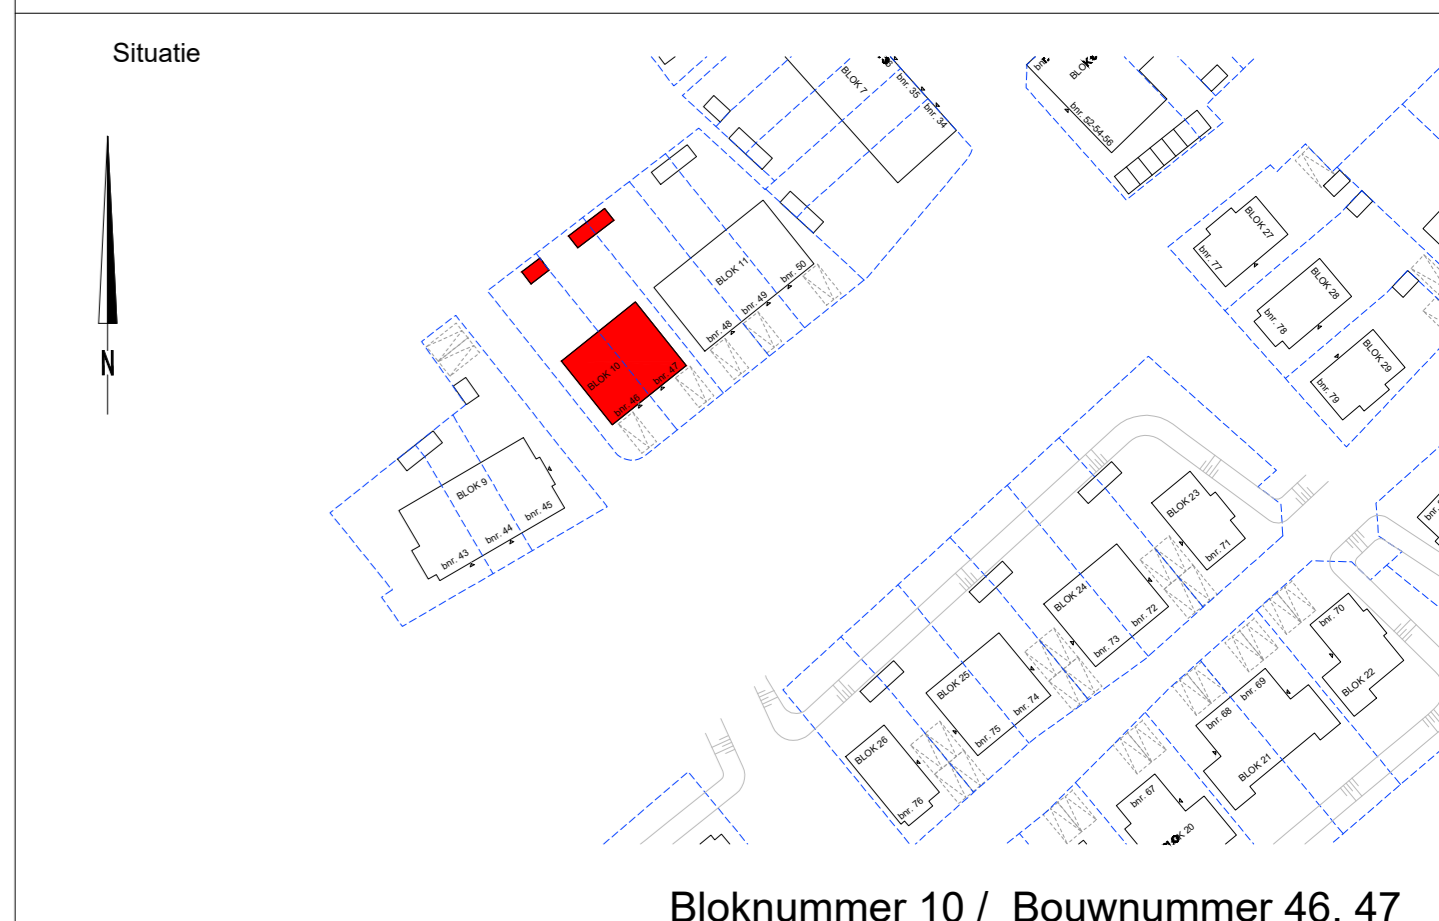 Situatie
N
BLOK 7
bnr. 35
bnr. 34
bnr. 52-54-56
BLOK 27
bnr. 77
BLOK 28
bnr. 78
BLOK 29
bnr. 79
BLOK 11
bnr. 48
bnr. 49
bnr. 50
BLOK 10
bnr. 46
bnr. 47
BLOK 9
bnr. 43
bnr. 44
bnr. 45
BLOK 23
bnr. 71
BLOK 24
bnr. 72
bnr. 73
BLOK 25
bnr. 74
bnr. 75
BLOK 26
bnr. 76
bnr. 70
BLOK 22
bnr. 69
bnr. 68
BLOK 21
bnr. 67
20
Bloknummer 10 / Bouwnummer 46, 47